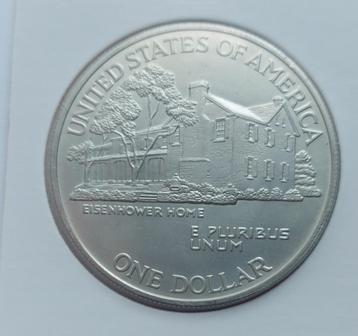 UNITED STATES OF AMERICA
EISENHOWER HOME
E PLURIBUS
UNUM
ONE DOLLAR